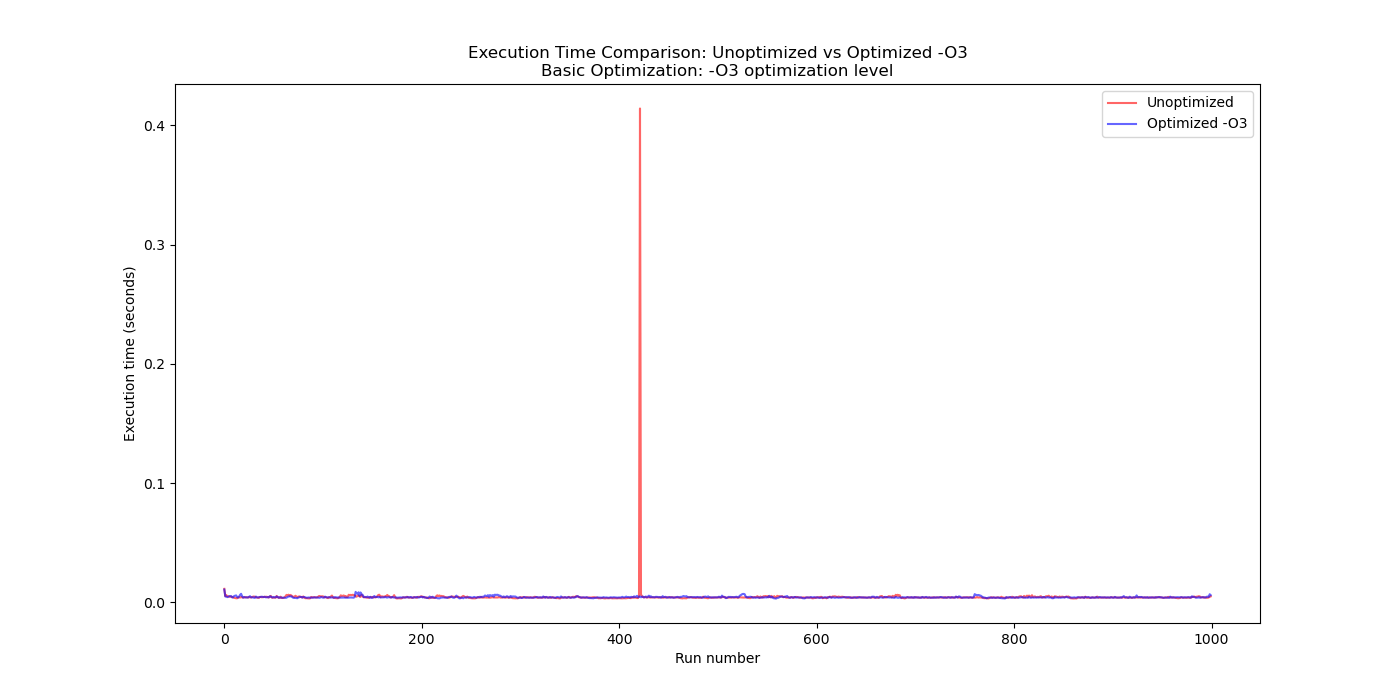 Execution Time Comparison: Unoptimized vs Optimized -O3
Basic Optimization: -O3 optimization level
Unoptimized
Optimized -O3
0.4
0.3
0.2
0.1
0.0
Execution time (seconds)
0 200 400 600 800 1000
Run number